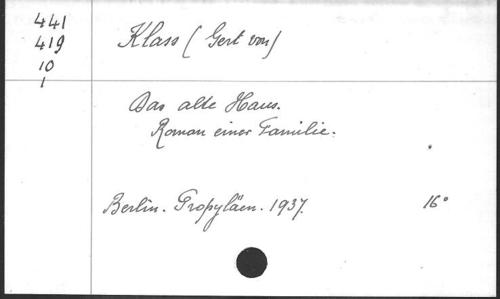 441
419
10
1
Klass (Gert von)
Das alte Haus.
Roman einer Familie.
Berlin. Propyläen. 1937.
16°